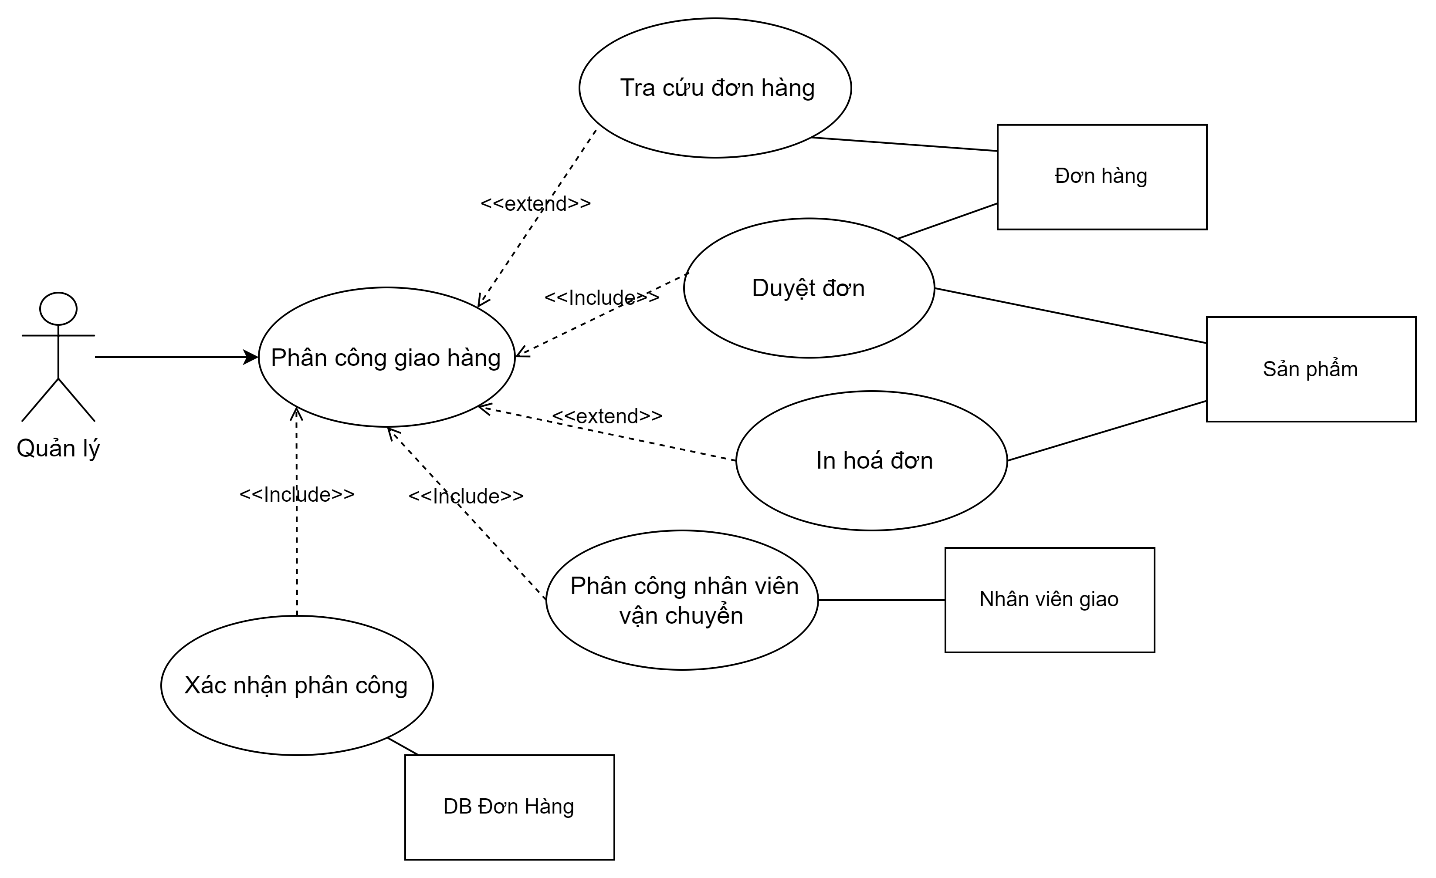 Tra cứu đơn hàng
Đơn hàng
<<extend>>
Duyệt đơn
<<Include>>
Phân công giao hàng
Sản phẩm
<<extend>>
Quản lý
In hoá đơn
<<Include>>
<<Include>>
Phân công nhân viên
vận chuyển
Nhân viên giao
Xác nhận phân công
DB Đơn Hàng